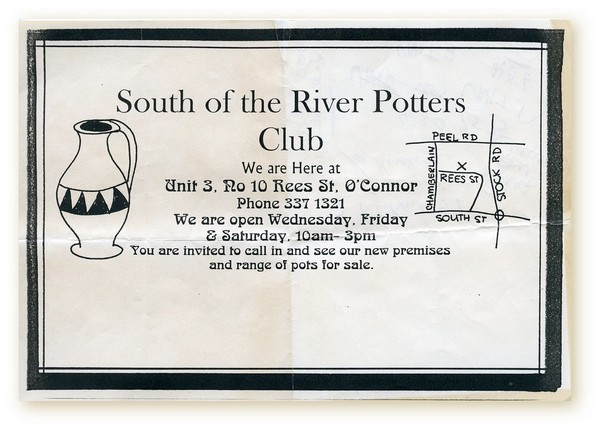 South of the River Potters
Club
We are Here at
Unit 3, No 10 Rees St, O'Connor
Phone 337 1321
We are open Wednesday, Friday
& Saturday, 10am- 3pm
You are invited to call in and see our new premises
and range of pots for sale.
PEEL RD
CHAMBERLAIN
X
REES ST
STOCK RD
SOUTH ST